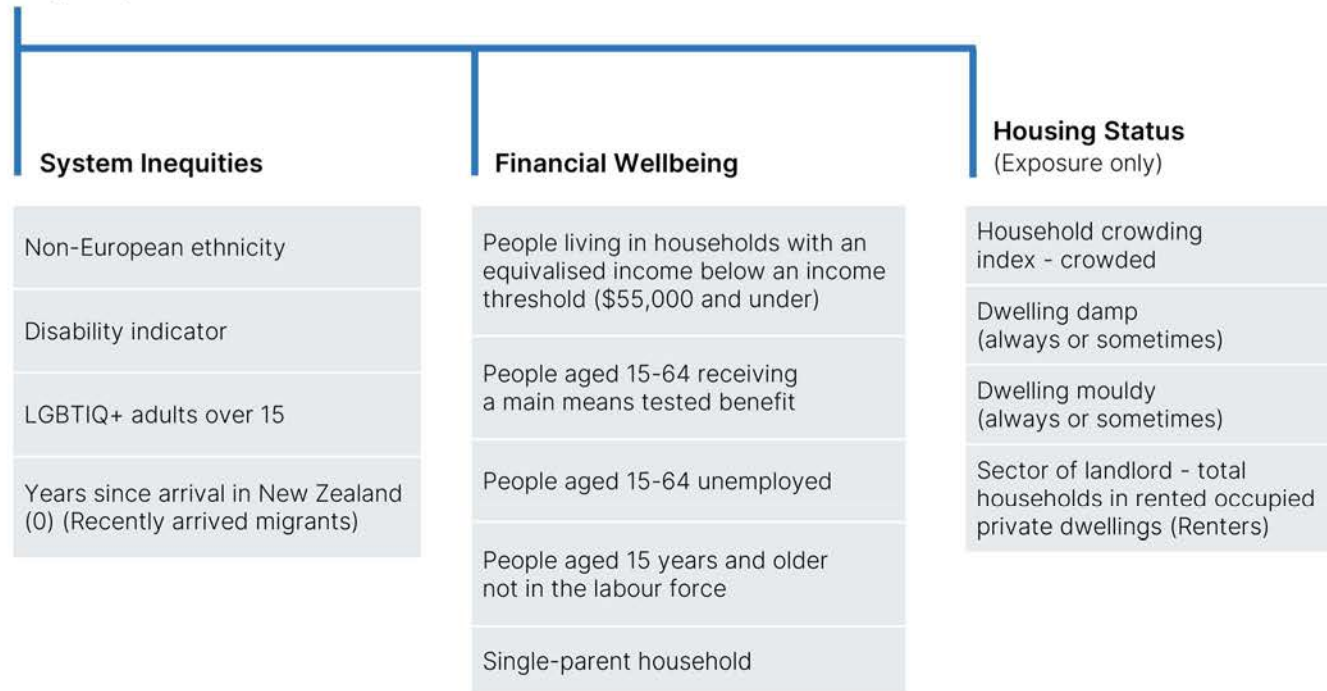 System Inequities
Non-European ethnicity
Disability indicator
LGBTIQ+ adults over 15
Years since arrival in New Zealand
(0) (Recently arrived migrants)
Financial Wellbeing
People living in households with an
equivalised income below an income
threshold ($55,000 and under)
People aged 15-64 receiving
a main means tested benefit
People aged 15-64 unemployed
People aged 15 years and older
not in the labour force
Single-parent household
Housing Status
(Exposure only)
Household crowding
index - crowded
Dwelling damp
(always or sometimes)
Dwelling mouldy
(always or sometimes)
Sector of landlord - total
households in rented occupied
private dwellings (Renters)